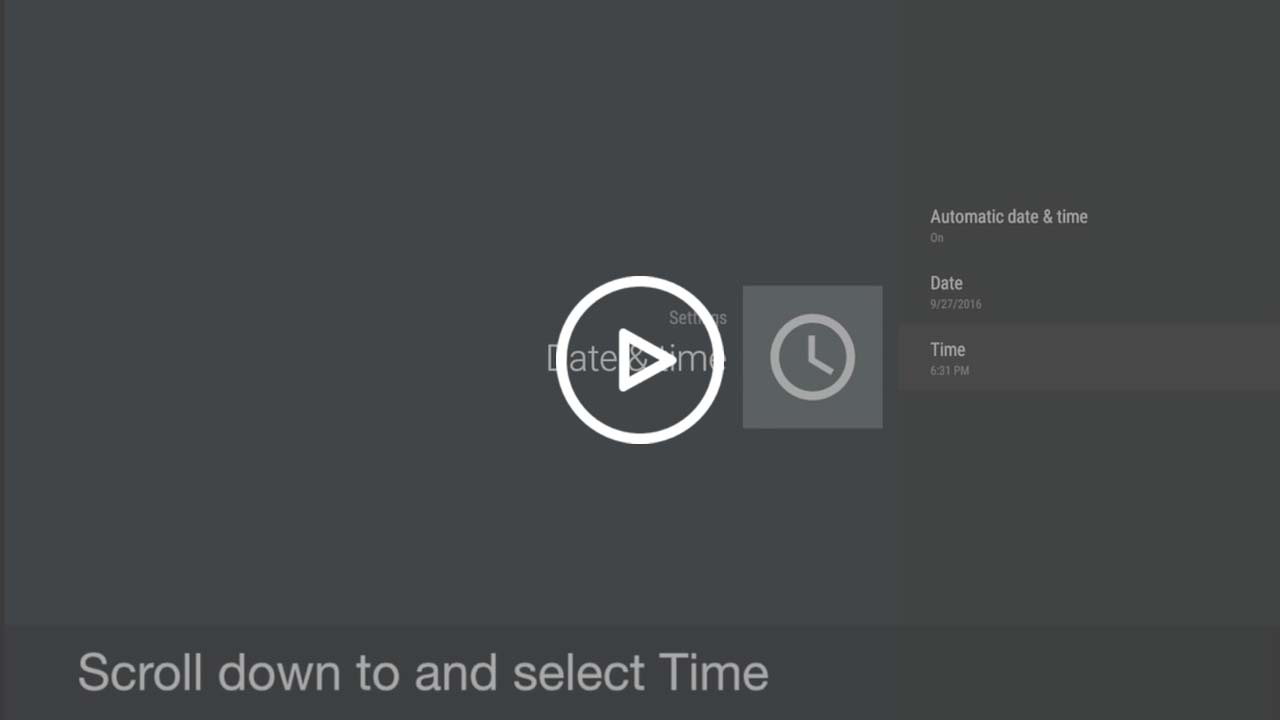 Settings
Date & time
Automatic date & time
On
Date
9/27/2016
Time
6:31 PM
Scroll down to and select Time